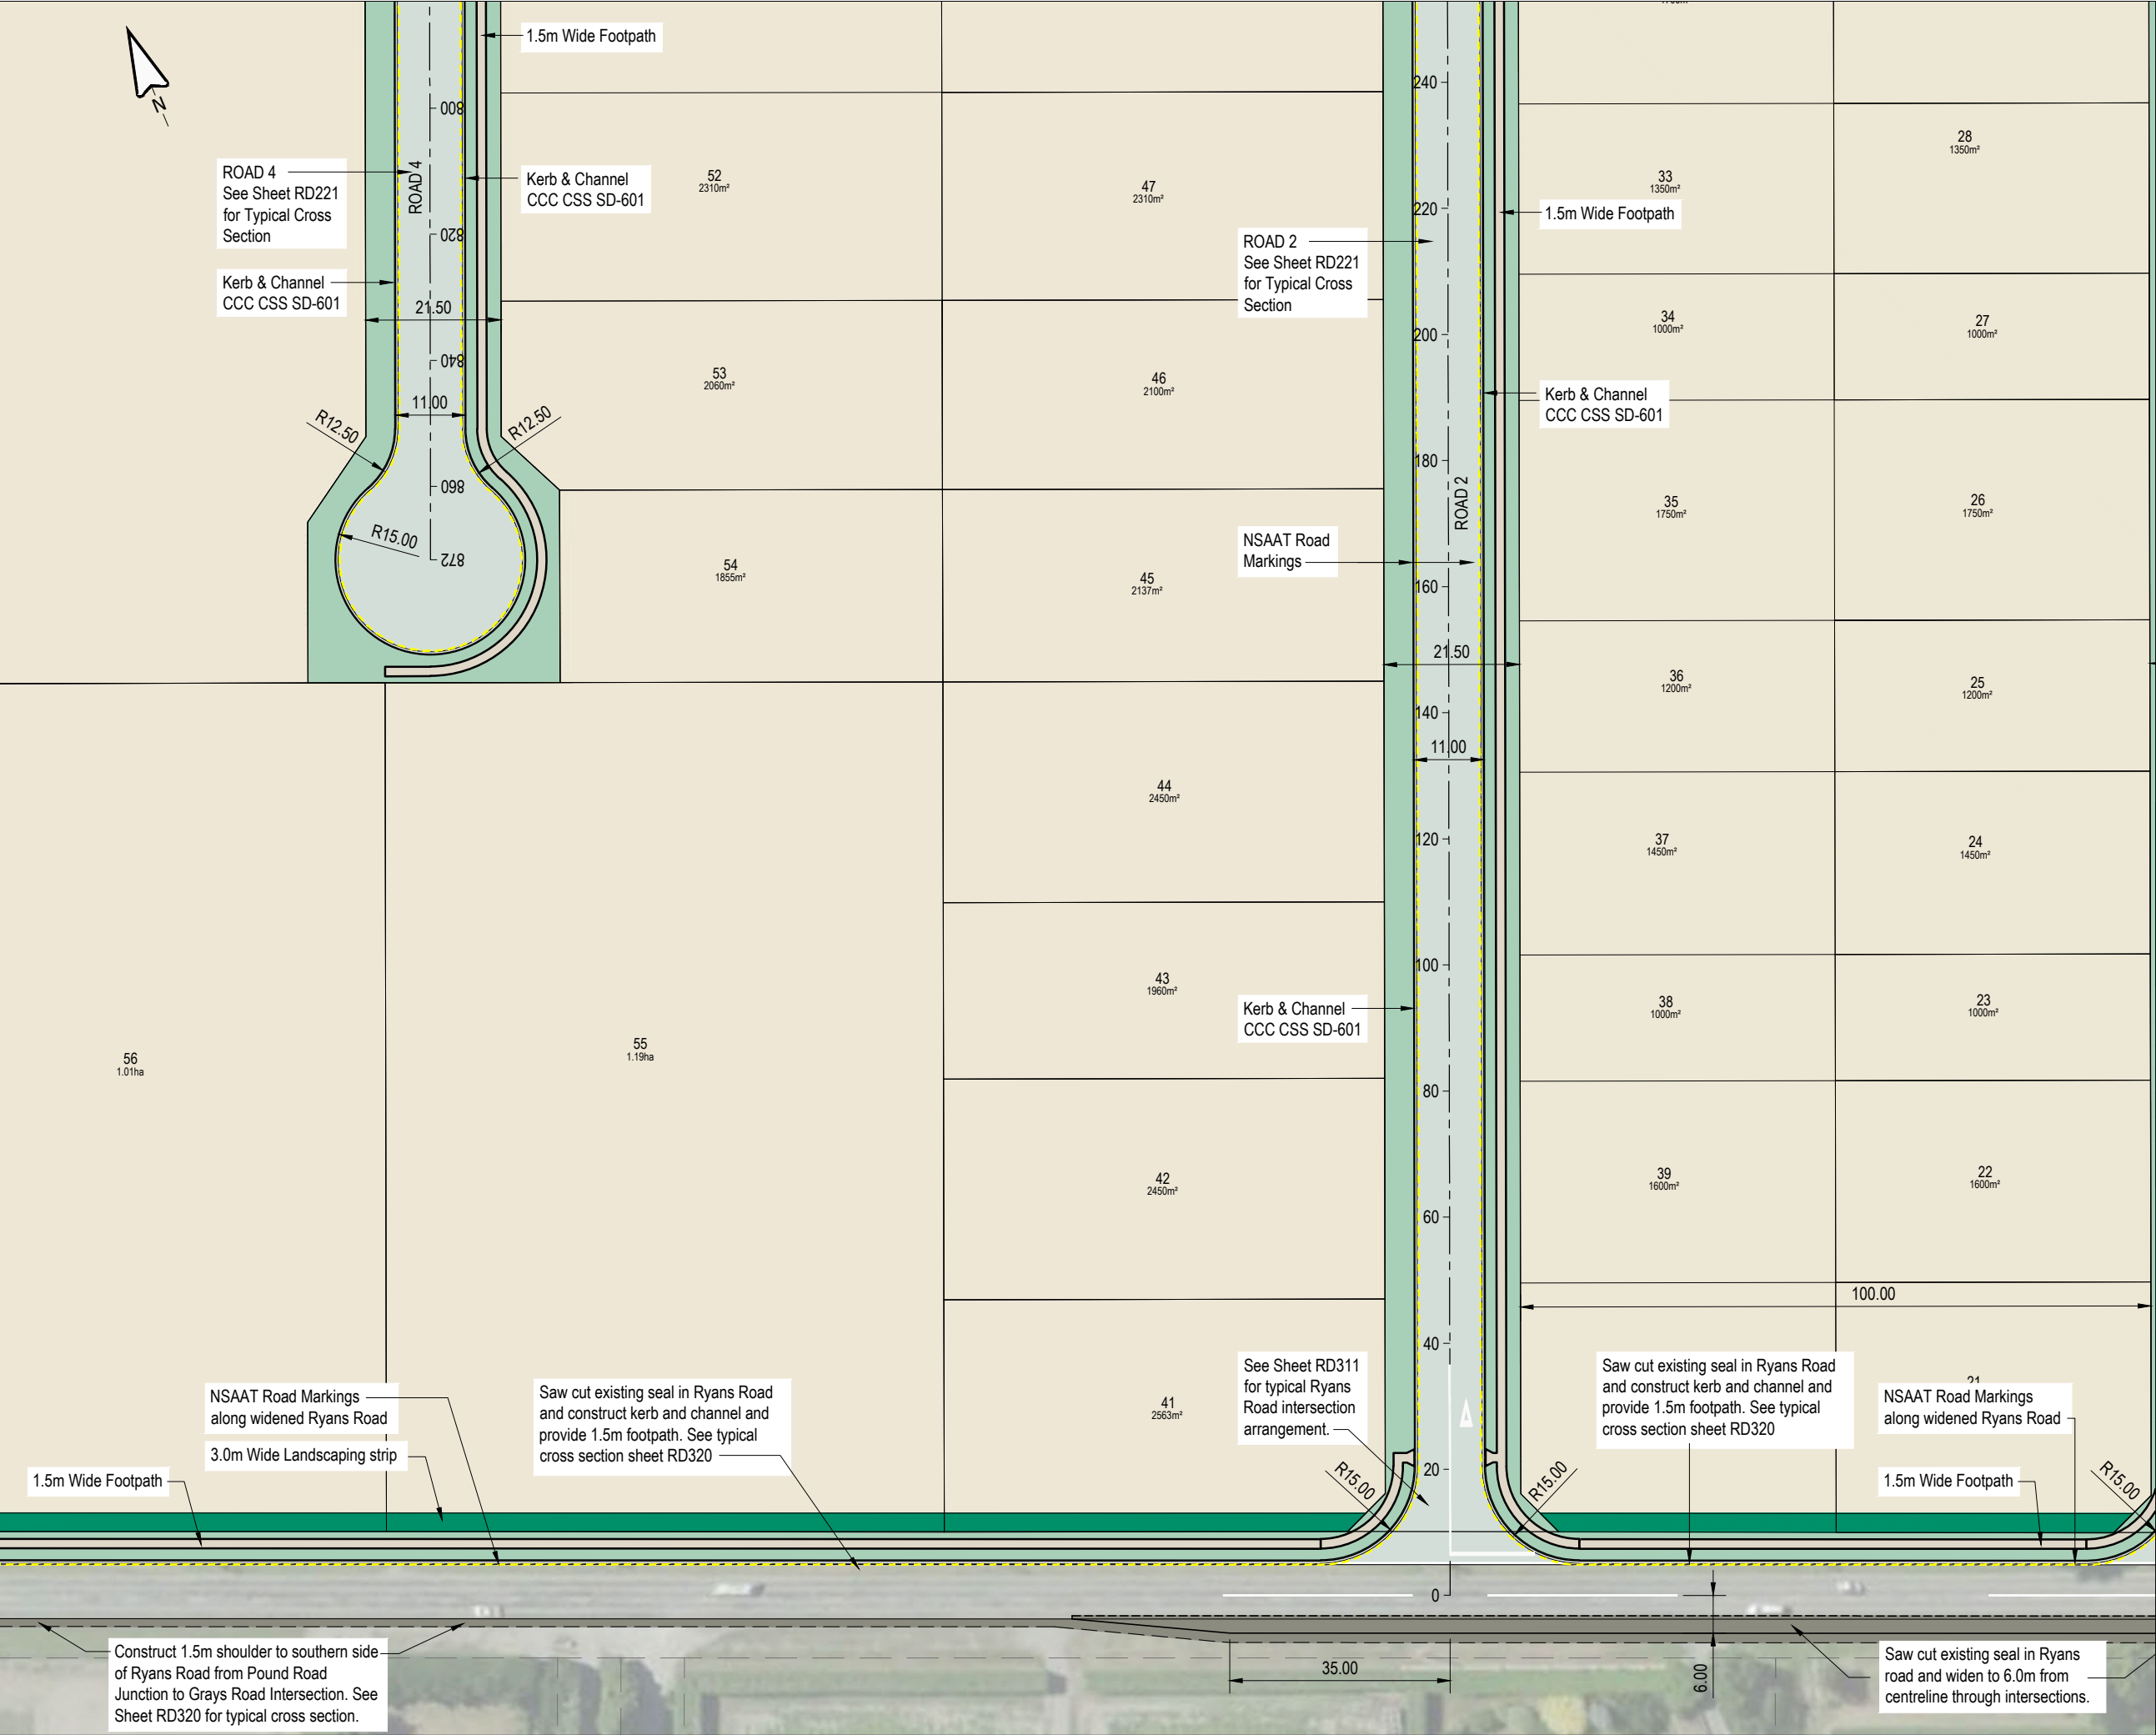 1.5m Wide Footpath
N
ROAD 4
See Sheet RD221
for Typical Cross
Section
Kerb & Channel
CCC CSS SD-601
800
ROAD 4
820
21.50
840
11.00
R12.50
R12.50
860
R15.00
872
Kerb & Channel
CCC CSS SD-601
52
2310m²
53
2060m²
54
1855m²
47
2310m²
46
2100m²
45
2137m²
44
2450m²
43
1960m²
42
2450m²
41
2563m²
56
1.01ha
55
1.19ha
ROAD 2
See Sheet RD221
for Typical Cross
Section
NSAAT Road
Markings
Kerb & Channel
CCC CSS SD-601
See Sheet RD311
for typical Ryans
Road intersection
arrangement.
240
220
200
180
ROAD 2
160
21.50
140
11.00
120
100
80
60
40
20
0
1.5m Wide Footpath
Kerb & Channel
CCC CSS SD-601
33
1350m²
28
1350m²
34
1000m²
27
1000m²
35
1750m²
26
1750m²
36
1200m²
25
1200m²
37
1450m²
24
1450m²
38
1000m²
23
1000m²
39
1600m²
22
1600m²
100.00
21
Saw cut existing seal in Ryans Road
and construct kerb and channel and
provide 1.5m footpath. See typical
cross section sheet RD320
NSAAT Road Markings
along widened Ryans Road
1.5m Wide Footpath
R15.00
R15.00
R15.00
NSAAT Road Markings
along widened Ryans Road
3.0m Wide Landscaping strip
1.5m Wide Footpath
Saw cut existing seal in Ryans Road
and construct kerb and channel and
provide 1.5m footpath. See typical
cross section sheet RD320
Construct 1.5m shoulder to southern side
of Ryans Road from Pound Road
Junction to Grays Road Intersection. See
Sheet RD320 for typical cross section.
35.00
6.00
Saw cut existing seal in Ryans
road and widen to 6.0m from
centreline through intersections.